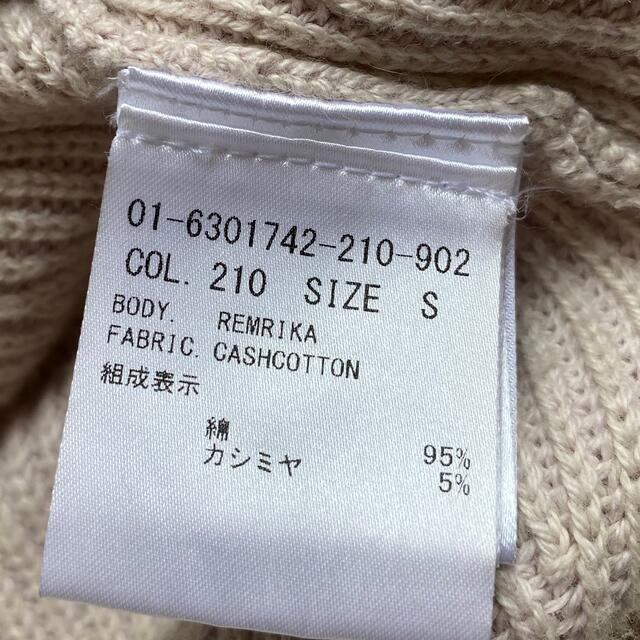 01-6301742-210-902
COL. 210 SIZE S
BODY. REMRIKA
FABRIC. CASHCOTTON
組成表示
綿 95%
カシミヤ 5%